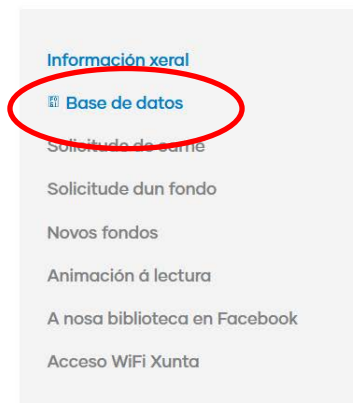 Información xeral
Base de datos
Solicitude de carné
Solicitude dun fondo
Novos fondos
Animación á lectura
A nosa biblioteca en Facebook
Acceso WiFi Xunta